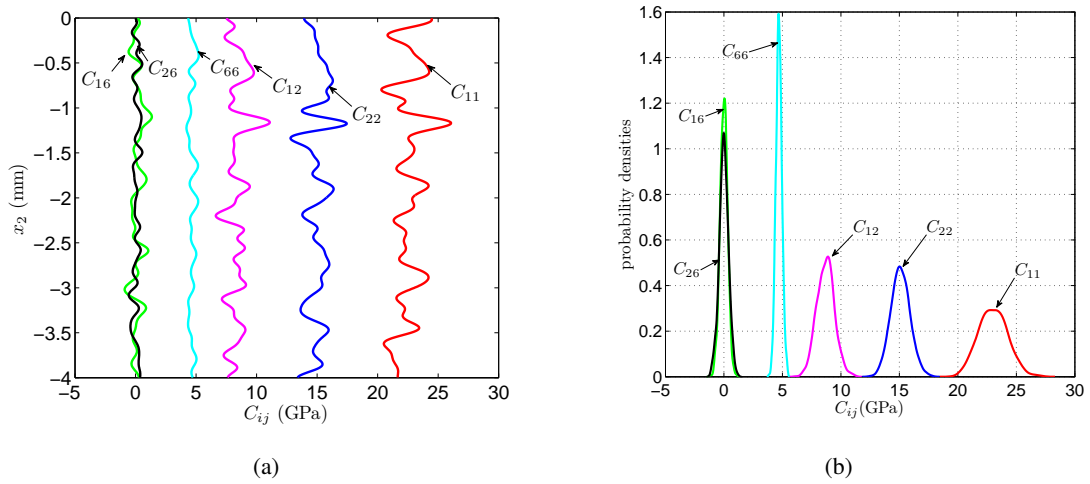 0
−0.5
−1
−1.5
−2
−2.5
−3
−3.5
−4
x₂ (mm)
C₁₆
C₂₆
C₆₆
C₁₂
C₂₂
C₁₁
−5 0 5 10 15 20 25 30
Cᵢⱼ (GPa)
(a)
1.6
1.4
1.2
1
0.8
0.6
0.4
0.2
0
probability densities
C₆₆
C₁₆
C₂₆
C₁₂
C₂₂
C₁₁
−5 0 5 10 15 20 25 30
Cᵢⱼ(GPa)
(b)